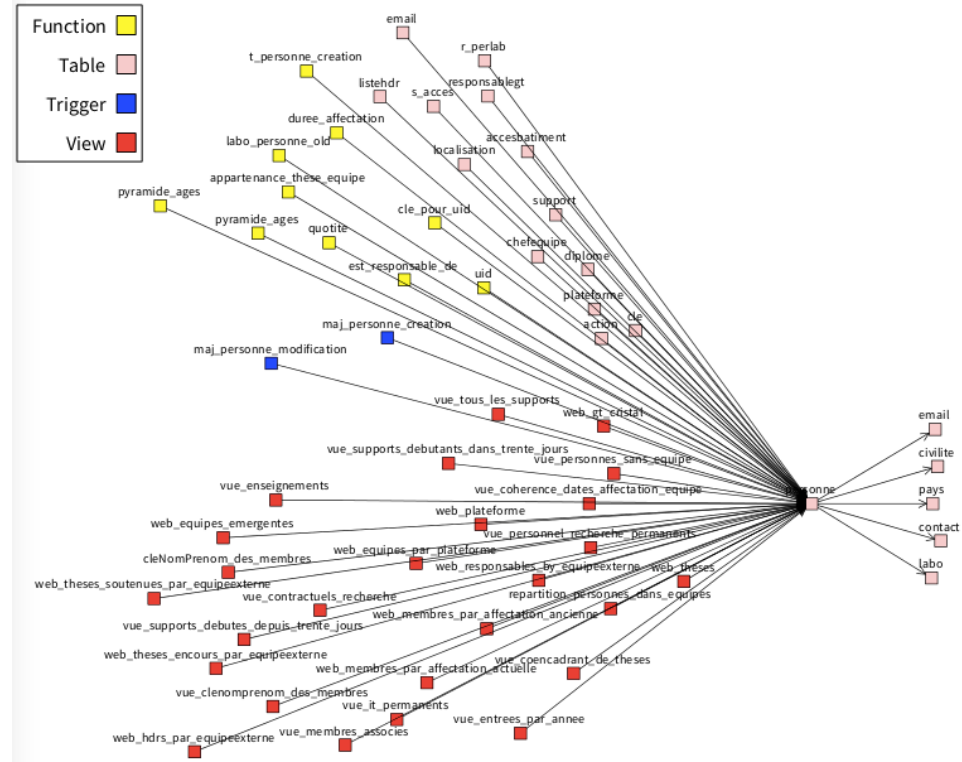 Function
Table
Trigger
View
email
r_perlab
t_personne_creation
listehdr
responsablegt
s_acces
duree_affectation
labo_personne_old
accesbatiment
localisation
appartenance_these_equipe
pyramide_ages
support
cle_pour_uid
pyramide_ages
quotite
chefequipe
diplome
est_responsable_de
uid
plateforme
cle
maj_personne_creation
action
maj_personne_modification
vue_tous_les_supports
web_gt_cristal
email
vue_supports_debutants_dans_trente_jours
vue_personnes_sans_equipe
civilite
vue_enseignements
vue_coherence_dates_affectation_equipe
personne
pays
web_equipes_emergentes
web_plateforme
vue_personnel_recherche_permanents
contact
cleNomPrenom_des_membres
web_equipes_par_plateforme
web_responsables_by_equipeexterne
web_theses
labo
web_theses_soutenues_par_equipeexterne
vue_contractuels_recherche
repartition_personnes_dans_equipes
web_membres_par_affectation_ancienne
vue_supports_debutes_depuis_trente_jours
web_theses_encours_par_equipeexterne
web_membres_par_affectation_actuelle
vue_coencadrant_de_theses
vue_clenomprenom_des_membres
vue_it_permanents
vue_entrees_par_annee
web_hdrs_par_equipeexterne
vue_membres_associes